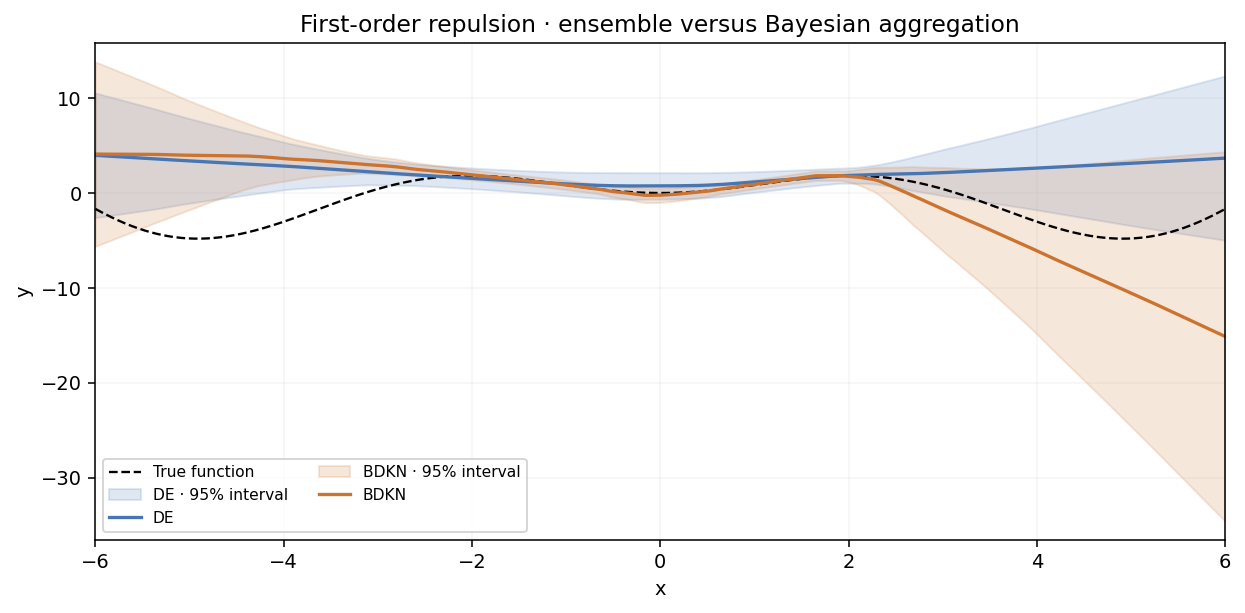 First-order repulsion · ensemble versus Bayesian aggregation
10
0
−10
−20
−30
y
−6
−4
−2
0
2
4
6
x
True function
DE · 95% interval
DE
BDKN · 95% interval
BDKN